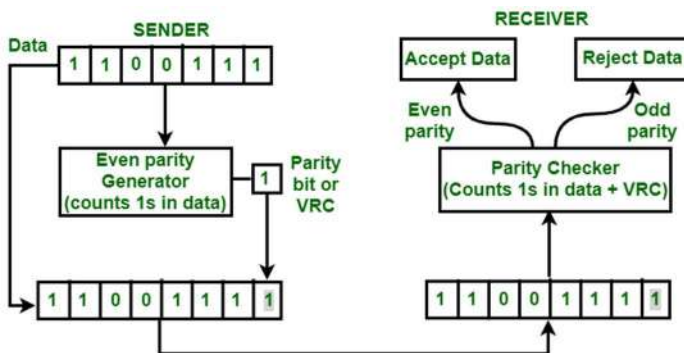 SENDER
Data
1 1 0 0 1 1 1
Even parity
Generator
(counts 1s in data)
1
Parity
bit or
VRC
1 1 0 0 1 1 1 1
RECEIVER
Accept Data
Reject Data
Even
parity
Odd
parity
Parity Checker
(Counts 1s in data + VRC)
1 1 0 0 1 1 1 1